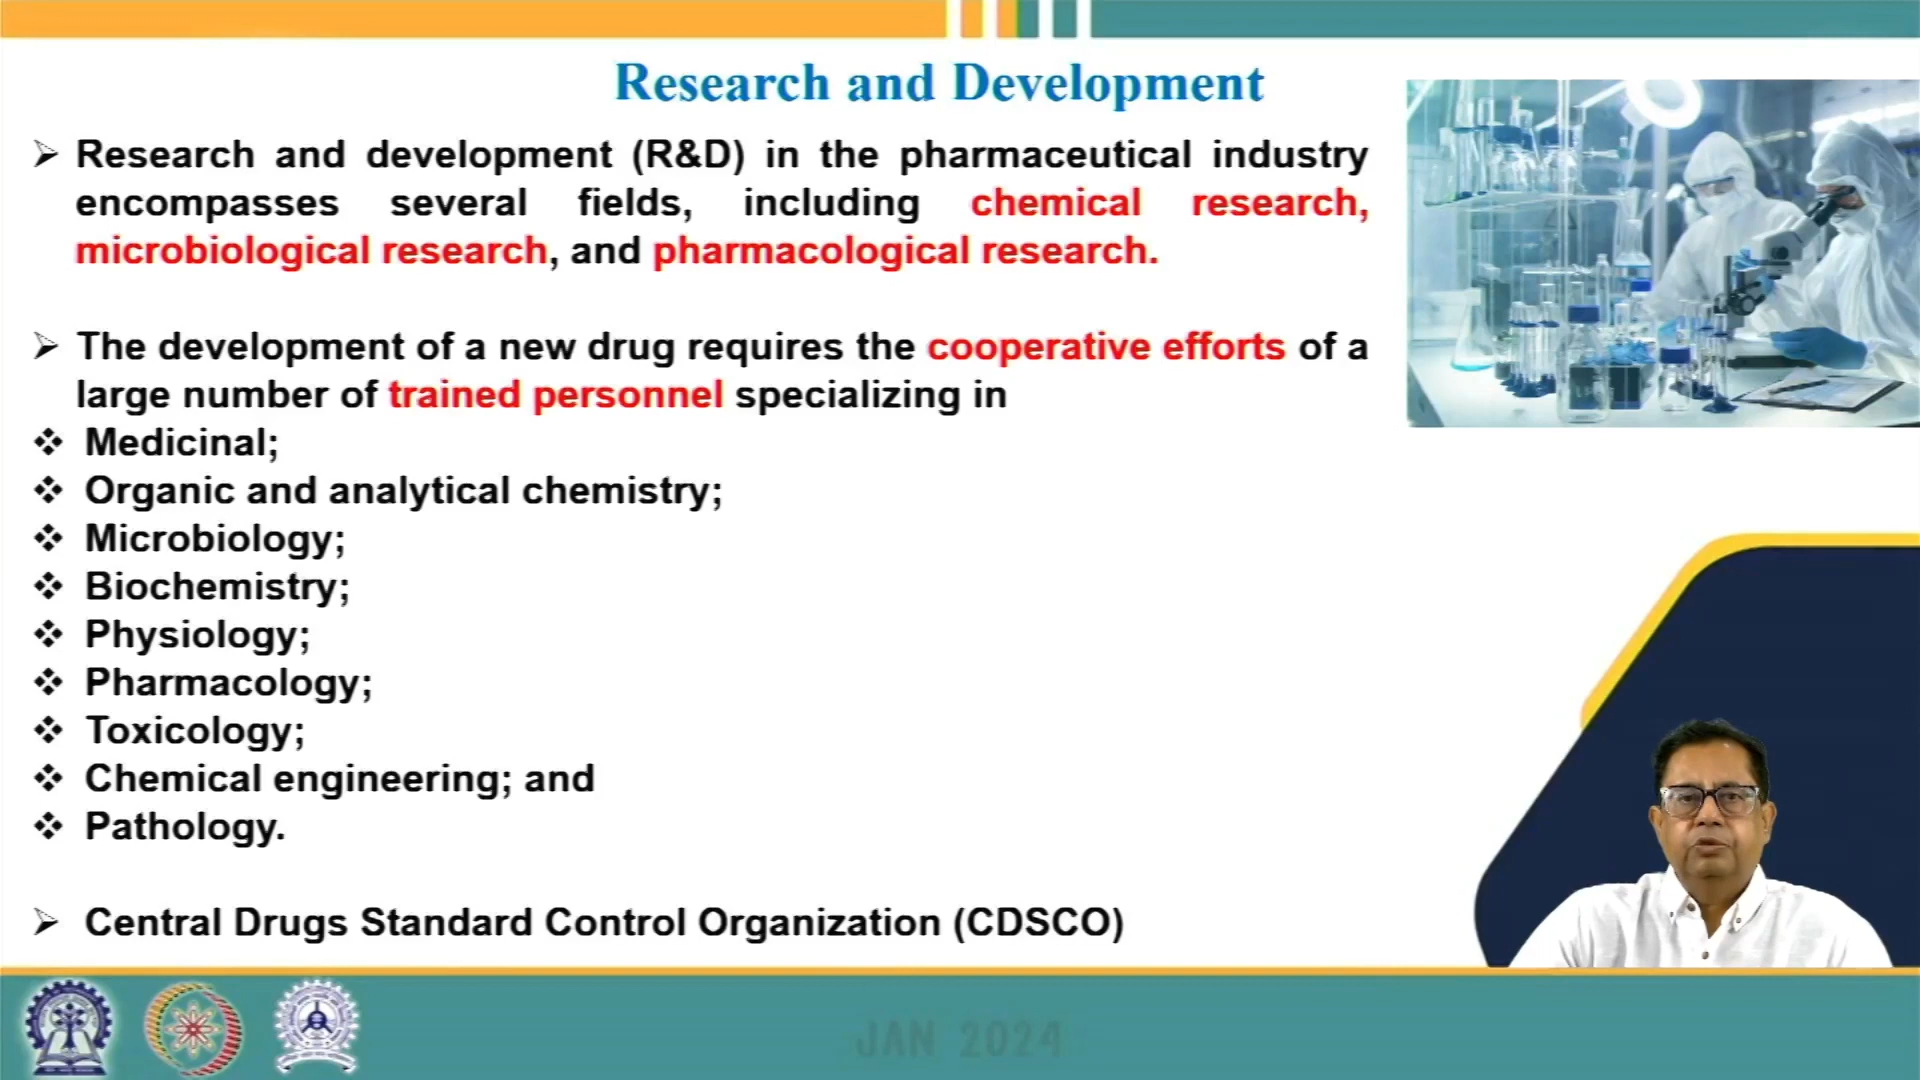 Research and Development
Research and development (R&D) in the pharmaceutical industry
encompasses several fields, including chemical research,
microbiological research, and pharmacological research.
The development of a new drug requires the cooperative efforts of a
large number of trained personnel specializing in
Medicinal;
Organic and analytical chemistry;
Microbiology;
Biochemistry;
Physiology;
Pharmacology;
Toxicology;
Chemical engineering; and
Pathology.
Central Drugs Standard Control Organization (CDSCO)
JAN 2024